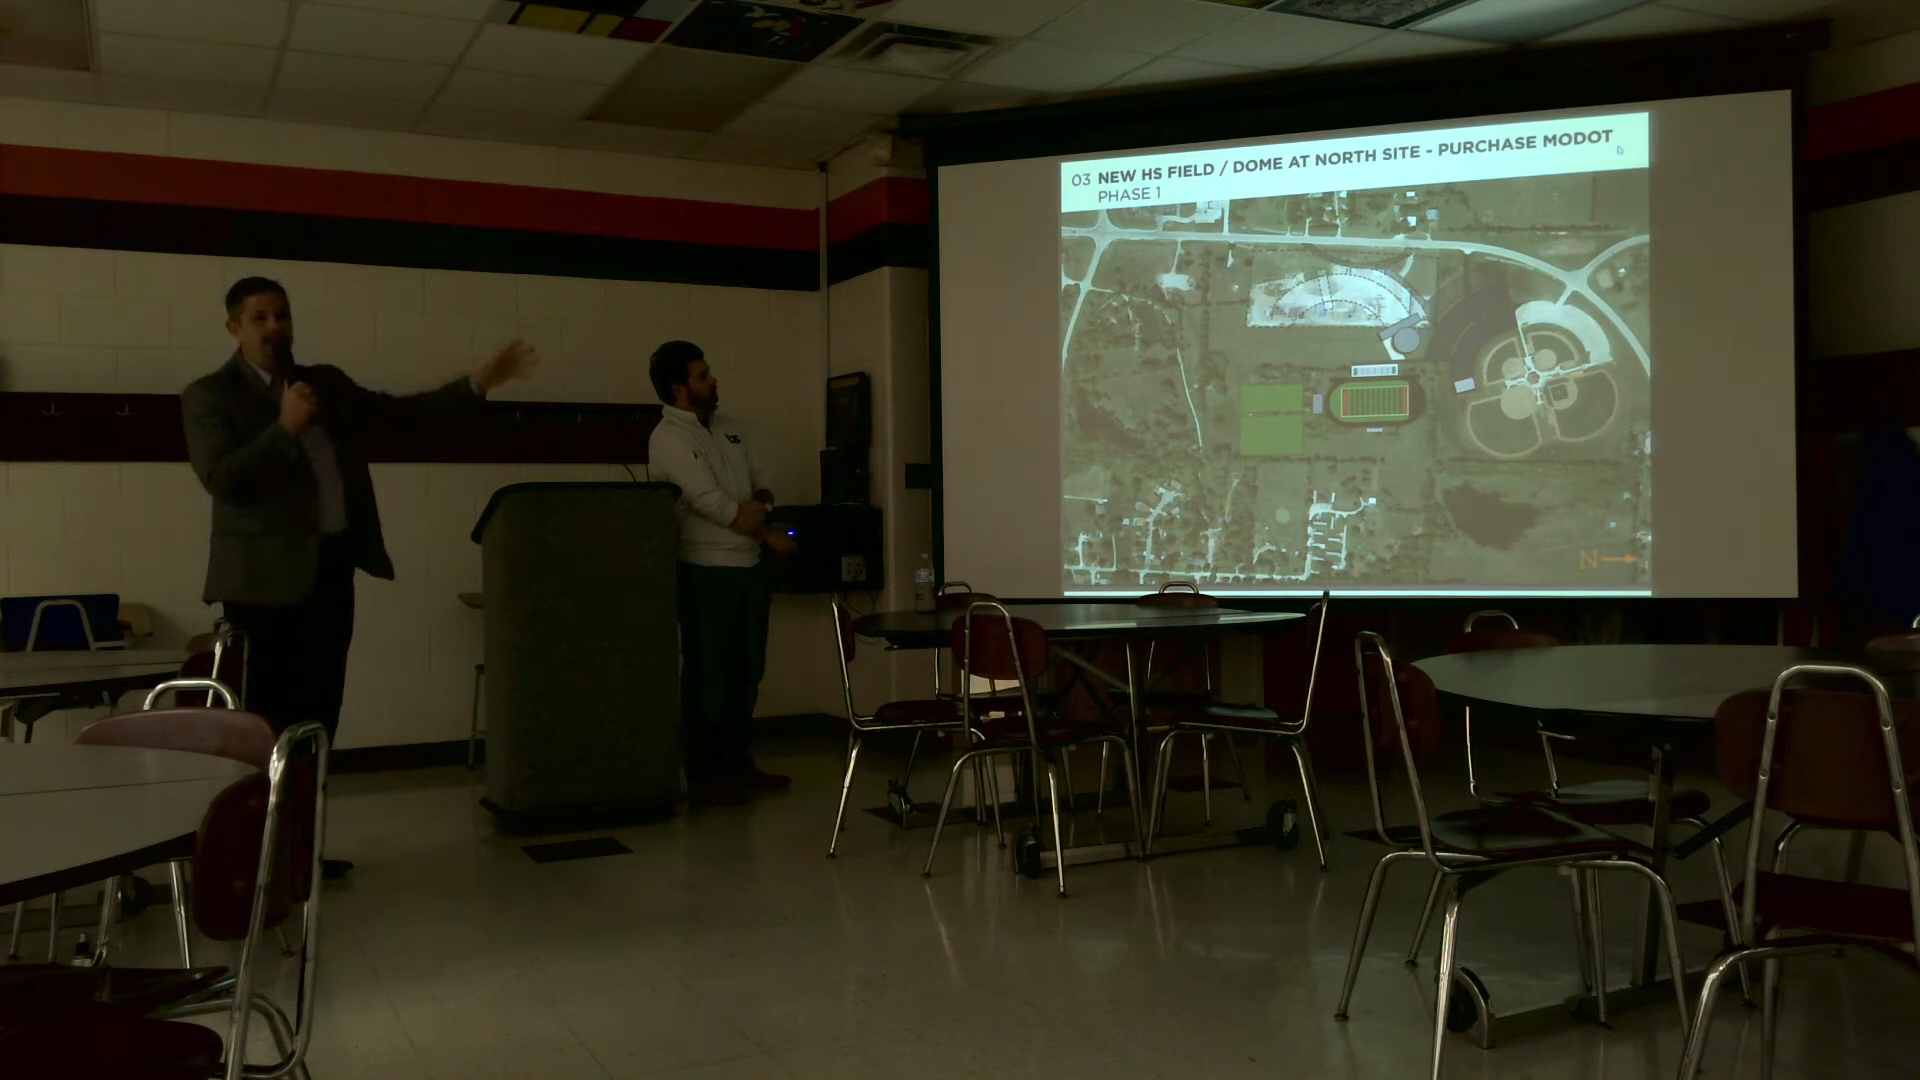 03 NEW HS FIELD / DOME AT NORTH SITE - PURCHASE MODOT
PHASE 1
N